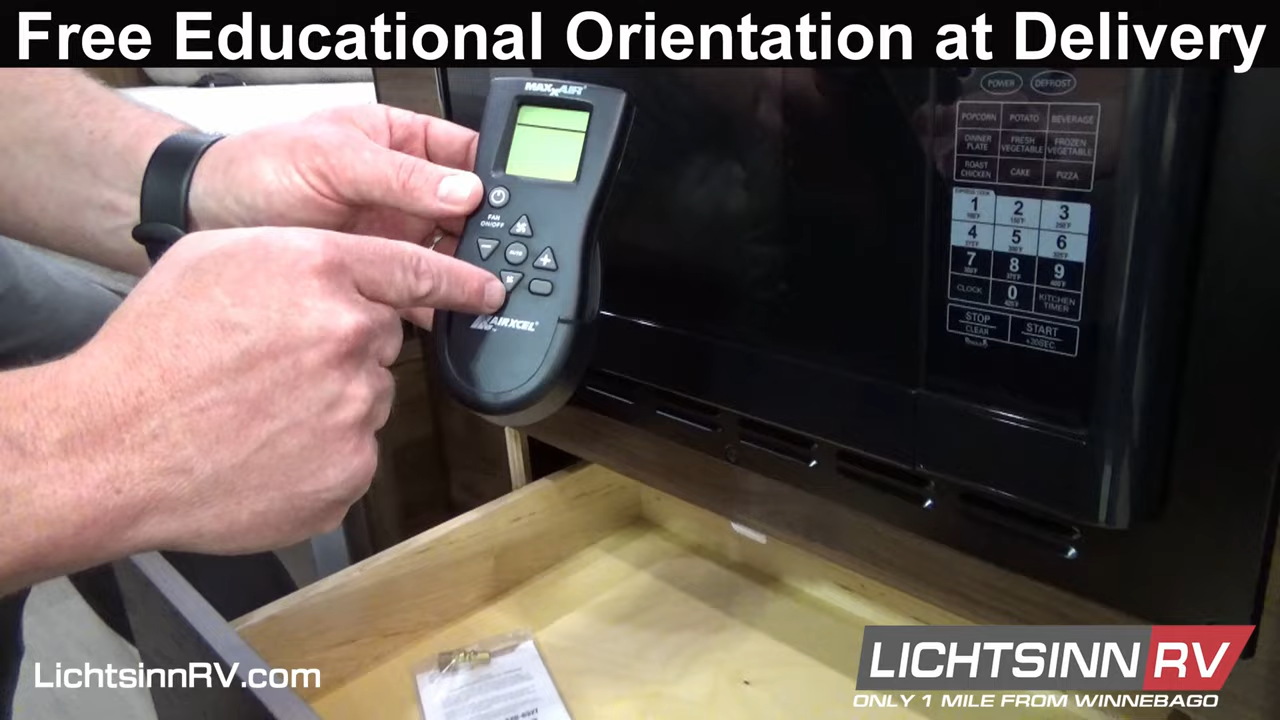 Free Educational Orientation at Delivery
MAXXAIR
FAN
ON/OFF
AUTO
AIRXCEL
POWER
DEFROST
POPCORN
POTATO
BEVERAGE
DINNER
PLATE
FRESH
VEGETABLE
FROZEN
VEGETABLE
ROAST
CHICKEN
CAKE
PIZZA
1
2
3
4
5
6
7
8
9
CLOCK
0
KITCHEN
TIMER
STOP
CLEAR
START
+30SEC.
LichtsinnRV.com
LICHTSINN RV
ONLY 1 MILE FROM WINNEBAGO